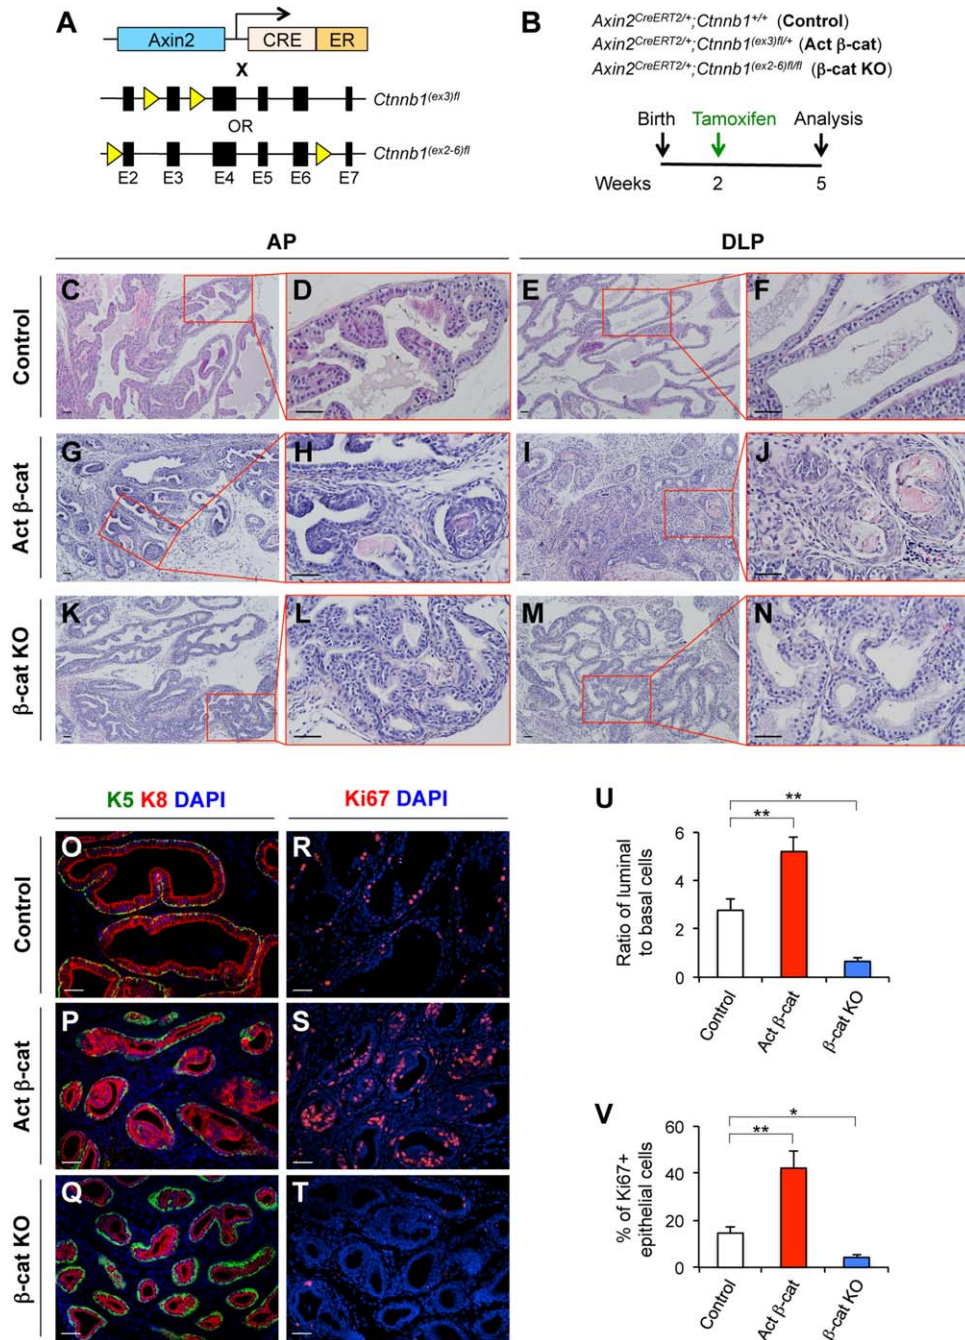 A
Axin2 CRE ER
X
Ctnnb1(ex3)fl
OR
Ctnnb1(ex2-6)fl
E2 E3 E4 E5 E6 E7
B
Axin2CreERT2/+;Ctnnb1+/+ (Control)
Axin2CreERT2/+;Ctnnb1(ex3)fl/+ (Act β-cat)
Axin2CreERT2/+;Ctnnb1(ex2-6)fl/fl (β-cat KO)
Birth Tamoxifen Analysis
Weeks 2 5
AP DLP
Control
C D E F
Act β-cat
G H I J
β-cat KO
K L M N
K5 K8 DAPI Ki67 DAPI
Control
O R
Act β-cat
P S
β-cat KO
Q T
U
**
**
Ratio of luminal
to basal cells
6
4
2
0
Control Act β-cat β-cat KO
V
*
**
% of Ki67+
epithelial cells
60
40
20
0
Control Act β-cat β-cat KO